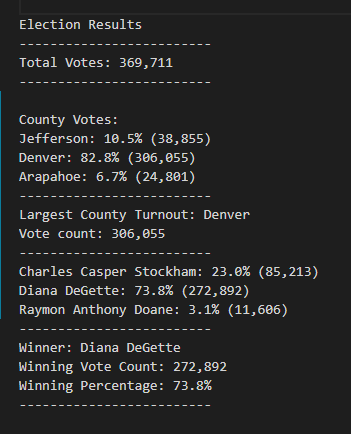 Election Results
-------------------------
Total Votes: 369,711
-------------------------
County Votes:
Jefferson: 10.5% (38,855)
Denver: 82.8% (306,055)
Arapahoe: 6.7% (24,801)
-------------------------
Largest County Turnout: Denver
Vote count: 306,055
-------------------------
Charles Casper Stockham: 23.0% (85,213)
Diana DeGette: 73.8% (272,892)
Raymon Anthony Doane: 3.1% (11,606)
-------------------------
Winner: Diana DeGette
Winning Vote Count: 272,892
Winning Percentage: 73.8%
-------------------------